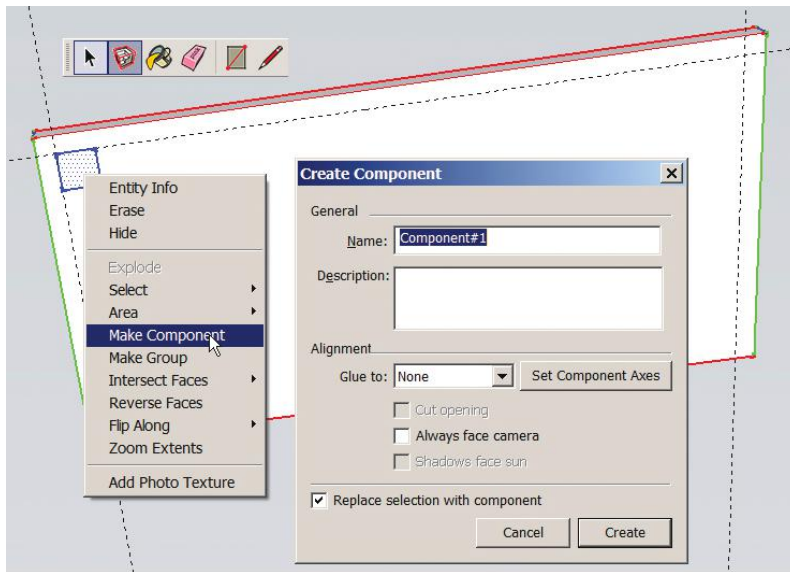 Entity Info
Erase
Hide
Explode
Select
Area
Make Component
Make Group
Intersect Faces
Reverse Faces
Flip Along
Zoom Extents
Add Photo Texture
Create Component
General
Name: Component#1
Description:
Alignment
Glue to: None Set Component Axes
Cut opening
Always face camera
Shadows face sun
Replace selection with component
Cancel Create